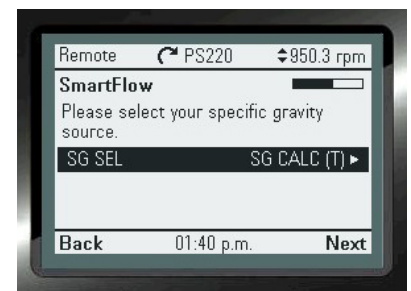 Remote PS220 950.3 rpm
SmartFlow
Please select your specific gravity
source.
SG SEL SG CALC (T)
Back 01:40 p.m. Next